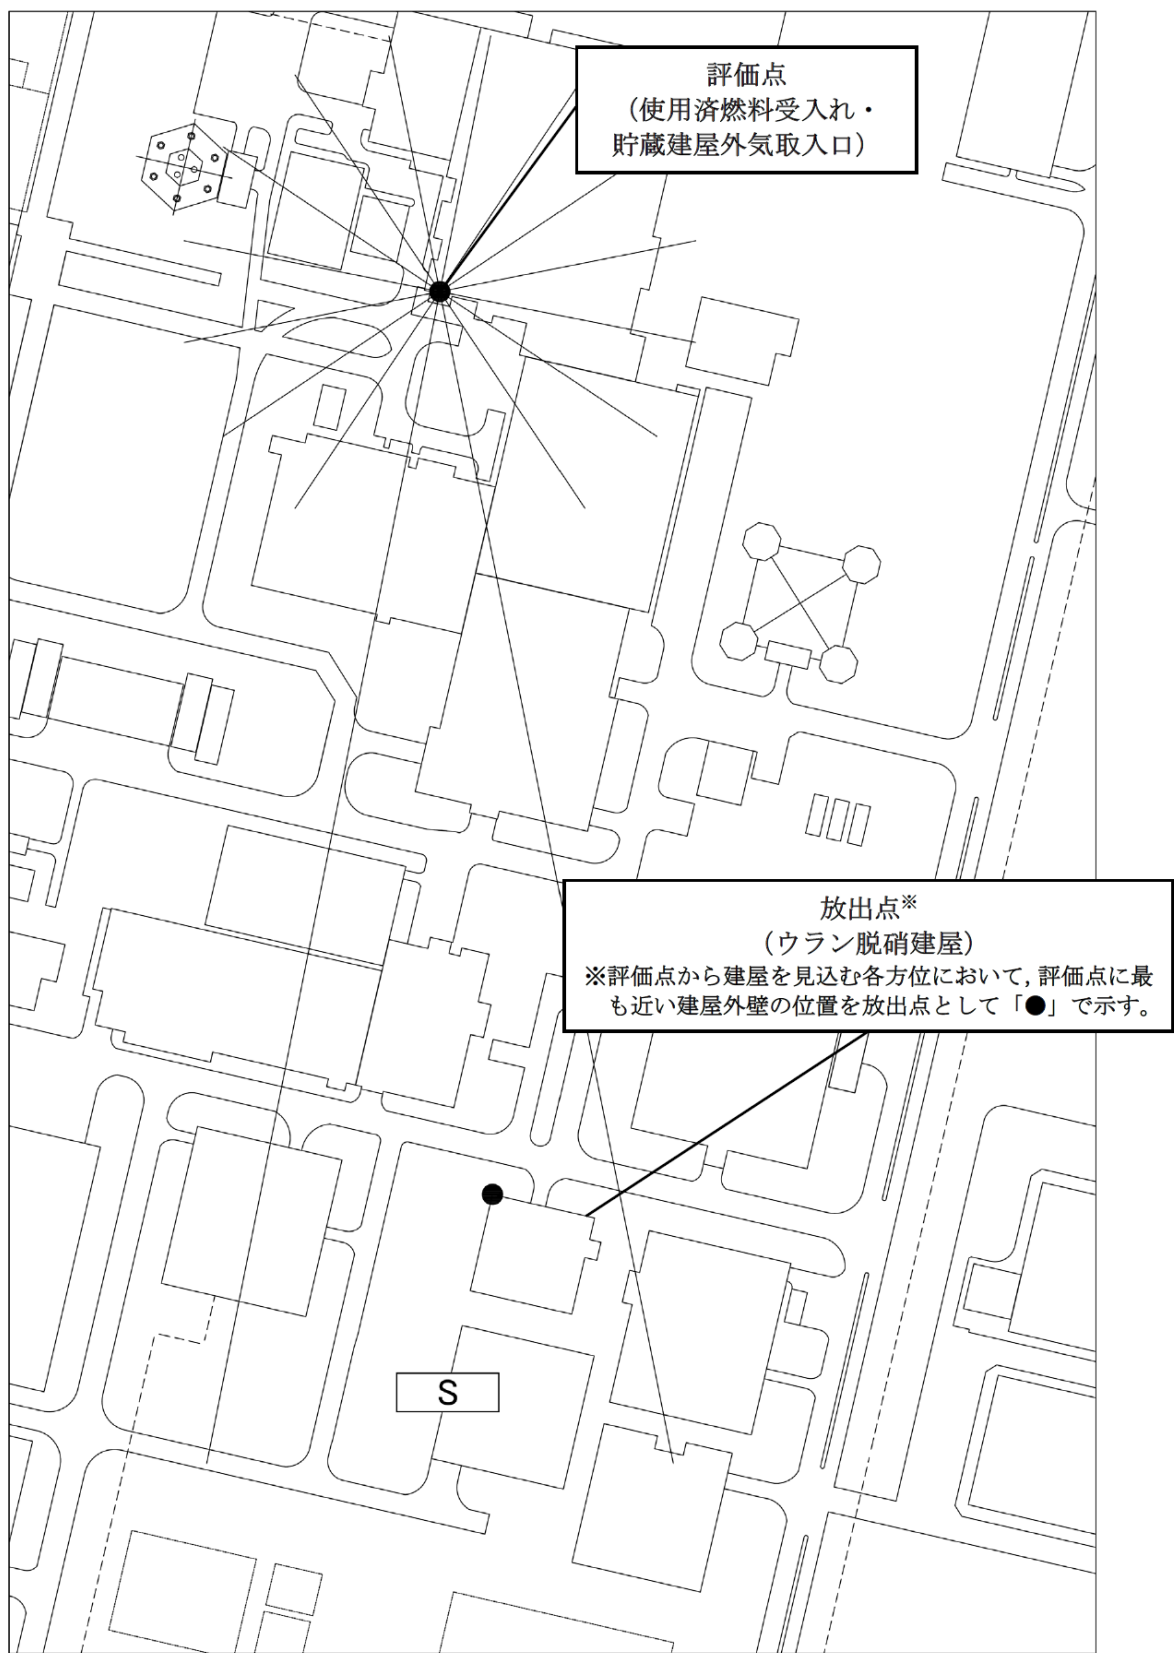 評価点
（使用済燃料受入れ・
貯蔵建屋外気取入口）
放出点※
（ウラン脱硝建屋）
※評価点から建屋を見込む各方位において，評価点に最
も近い建屋外壁の位置を放出点として「●」で示す。
S